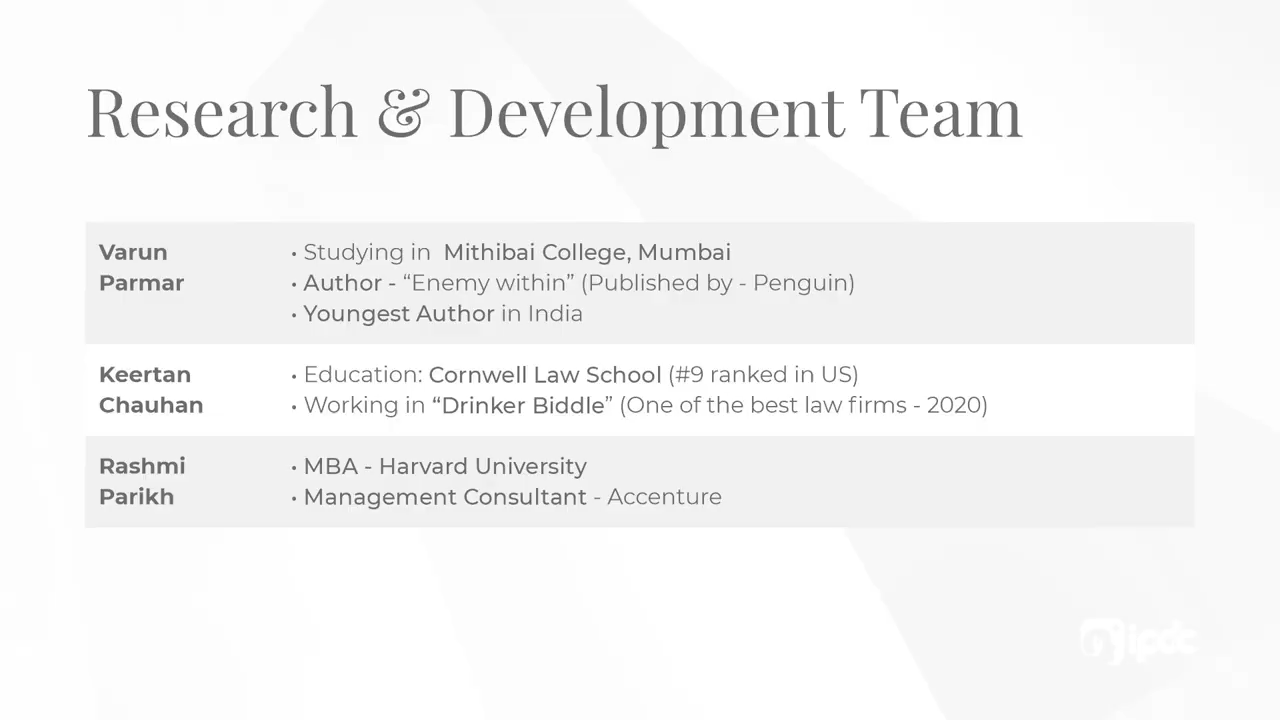 Research & Development Team
Varun Parmar
• Studying in  Mithibai College, Mumbai
• Author - “Enemy within” (Published by - Penguin)
• Youngest Author in India
Keertan Chauhan
• Education: Cornwell Law School (#9 ranked in US)
• Working in “Drinker Biddle” (One of the best law firms - 2020)
Rashmi Parikh
• MBA - Harvard University
• Management Consultant - Accenture
ipdc